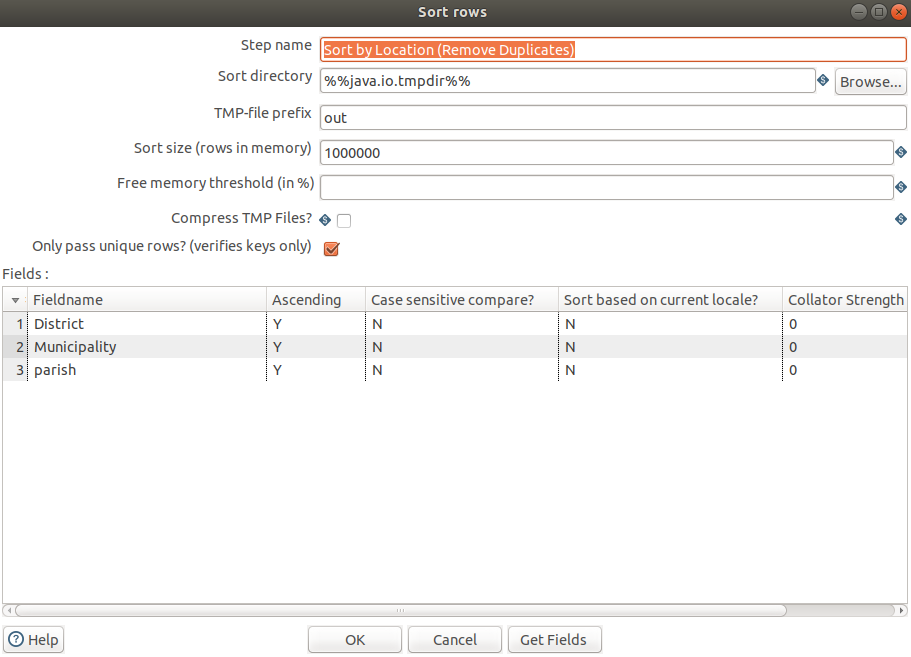 Sort rows
Step name Sort by Location (Remove Duplicates)
Sort directory %%java.io.tmpdir%% Browse...
TMP-file prefix out
Sort size (rows in memory) 1000000
Free memory threshold (in %)
Compress TMP Files?
Only pass unique rows? (verifies keys only)
Fields :
Fieldname Ascending Case sensitive compare? Sort based on current locale? Collator Strength
1 District Y N N 0
2 Municipality Y N N 0
3 parish Y N N 0
Help OK Cancel Get Fields